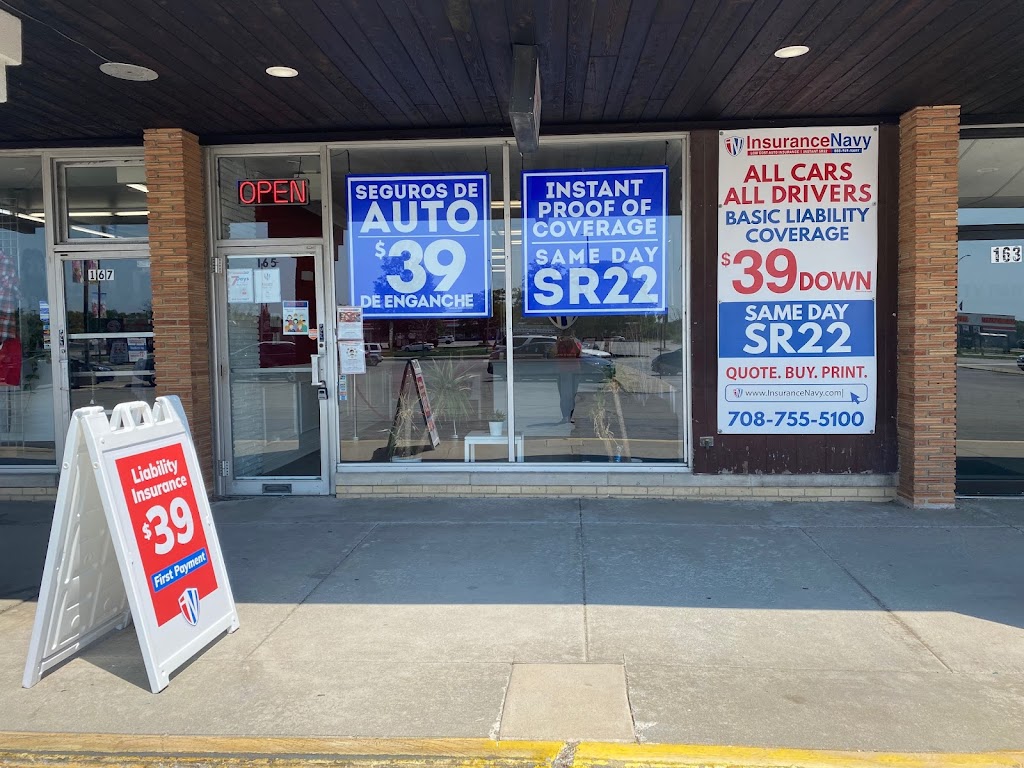 OPEN
167
165
SEGUROS DE
AUTO
$39
DE ENGANCHE
INSTANT
PROOF OF
COVERAGE
SAME DAY
SR22
InsuranceNavy
ALL CARS
ALL DRIVERS
BASIC LIABILITY
COVERAGE
$39 DOWN
SAME DAY
SR22
QUOTE. BUY. PRINT.
www.InsuranceNavy.com
708-755-5100
163
Liability
Insurance
$39
First Payment